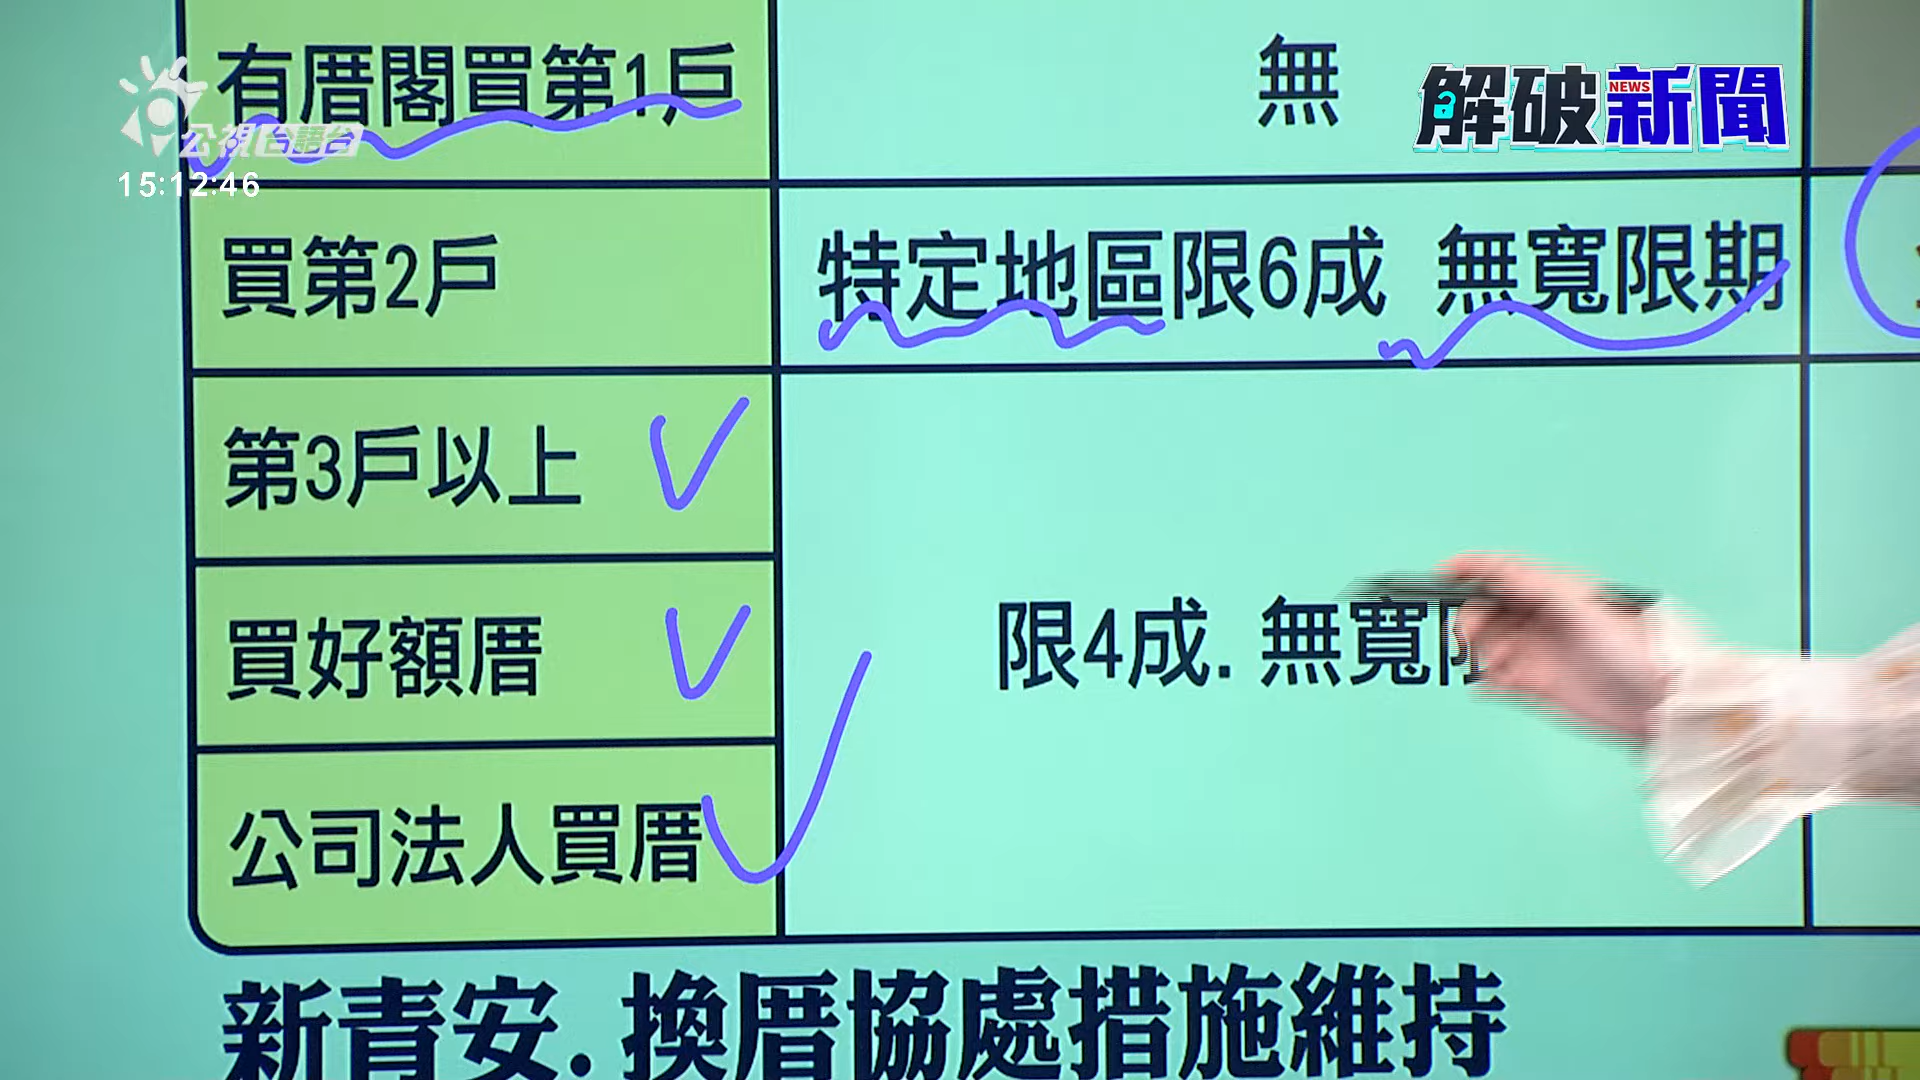 有厝閣買第1戶
無
解破新聞
NEWS
公視台語台
15:12:46
買第2戶
特定地區限6成 無寬限期
第3戶以上
買好額厝
限4成.無寬限
公司法人買厝
新青安.換厝協處措施維持